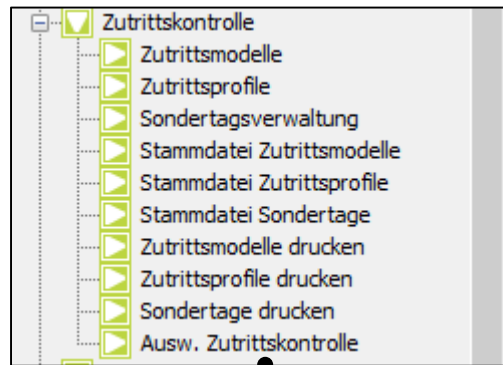 Zutrittskontrolle
Zutrittsmodelle
Zutrittsprofile
Sondertagsverwaltung
Stammdatei Zutrittsmodelle
Stammdatei Zutrittsprofile
Stammdatei Sondertage
Zutrittsmodelle drucken
Zutrittsprofile drucken
Sondertage drucken
Ausw. Zutrittskontrolle